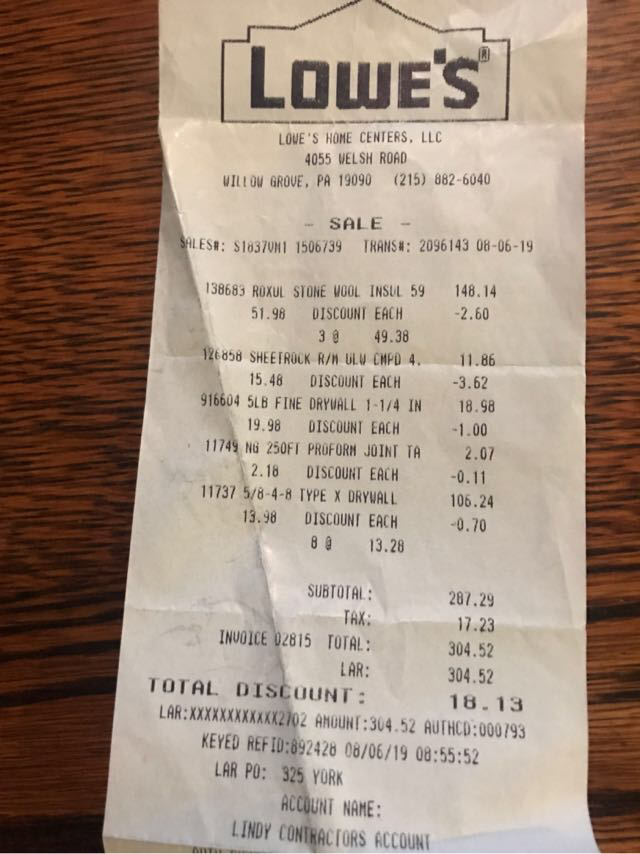 LOWE'S®
LOWE'S HOME CENTERS, LLC
4055 WELSH ROAD
WILLOW GROVE, PA 19090 (215) 882-6040
- SALE -
SALES#: S1837VM1 1506739 TRANS#: 2096143 08-06-19
138683 ROXUL STONE WOOL INSUL 59 148.14
51.98 DISCOUNT EACH -2.60
3 @ 49.38
126858 SHEETROCK R/M ULW CMPD 4. 11.86
15.48 DISCOUNT EACH -3.62
916604 5LB FINE DRYWALL 1-1/4 IN 18.98
19.98 DISCOUNT EACH -1.00
11749 NG 250FT PROFORM JOINT TA 2.07
2.18 DISCOUNT EACH -0.11
11737 5/8-4-8 TYPE X DRYWALL 106.24
13.98 DISCOUNT EACH -0.70
8 @ 13.28
SUBTOTAL: 287.29
TAX: 17.23
INVOICE 02815 TOTAL: 304.52
LAR: 304.52
TOTAL DISCOUNT: 18.13
LAR:XXXXXXXXXXXX2702 AMOUNT:304.52 AUTHCD:000793
KEYED REFID:892428 08/06/19 08:55:52
LAR PO: 325 YORK
ACCOUNT NAME:
LINDY CONTRACTORS ACCOUNT